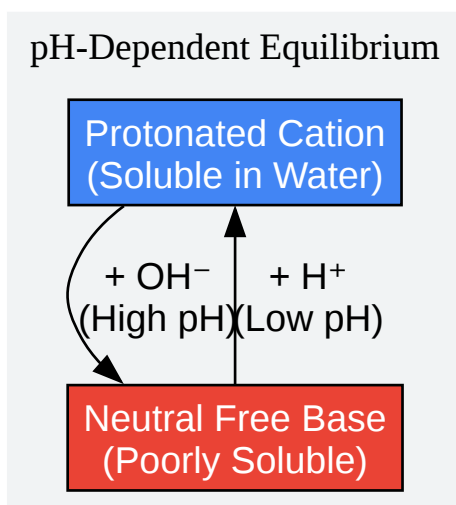 pH-Dependent Equilibrium
Protonated Cation
(Soluble in Water)
+ OH⁻
(High pH)
+ H⁺
(Low pH)
Neutral Free Base
(Poorly Soluble)